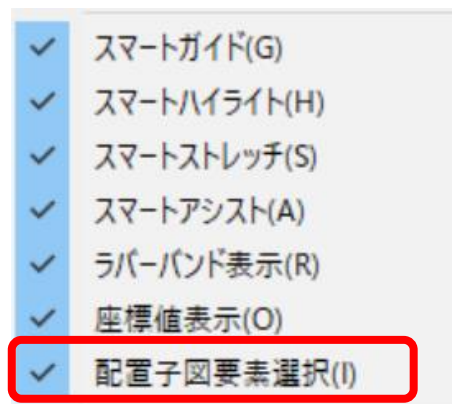 スマートガイド(G)
スマートハイライト(H)
スマートストレッチ(S)
スマートアシスト(A)
ラバーバンド表示(R)
座標値表示(O)
配置子図要素選択(I)